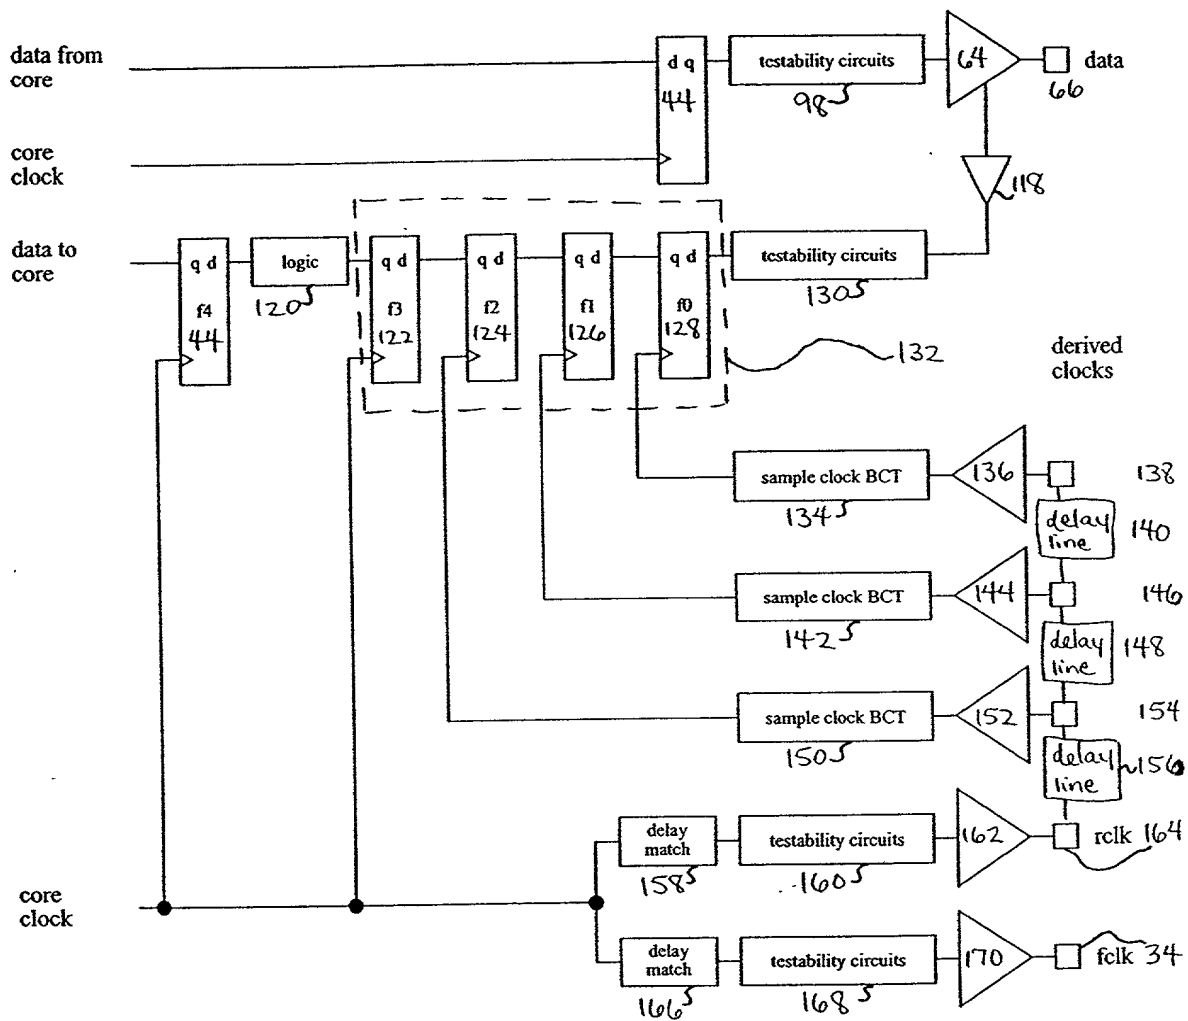 data from
core
d q
44
testability circuits
98
64
data
66
core
clock
118
data to
core
q d
f4
44
logic
120
q d
f3
122
q d
f2
124
q d
f1
126
q d
f0
128
testability circuits
130
132
derived
clocks
sample clock BCT
134
136
138
delay
line
140
sample clock BCT
142
144
146
delay
line
148
sample clock BCT
150
152
154
delay
line
156
core
clock
delay
match
158
testability circuits
160
162
rclk 164
delay
match
166
testability circuits
168
170
fclk 34